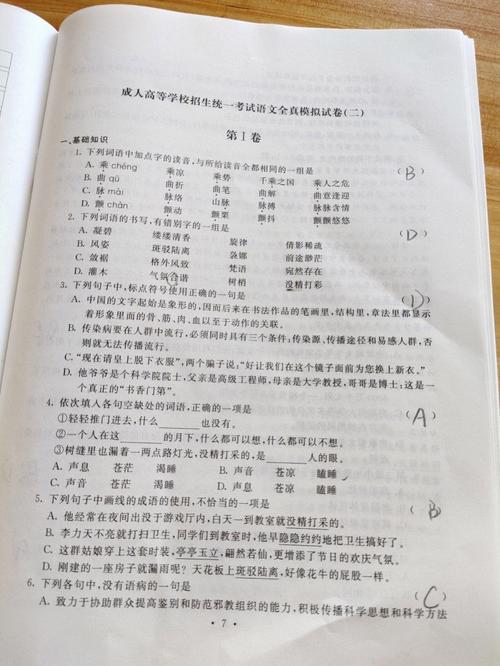 成人高等学校招生统一考试语文全真模拟试卷(二)
第Ⅰ卷
一、基础知识
1. 下列词语中加点字的读音,与所给读音全都相同的一组是 (B)
A. 乘 chéng 乘凉 乘势 千乘之国 乘人之危
B. 曲 qū 曲折 曲笔 曲解 曲意逢迎
C. 脉 mài 脉络 山脉 脉搏 脉脉含情
D. 颤 chàn 颤动 颤栗 颤抖 颤颤悠悠
2. 下列词语的书写,有错别字的一组是 (D)
A. 凝碧 缕缕清香 旋律 倩影稀疏
B. 风姿 斑驳陆离 袅娜 前途渺茫
C. 敛裾 格外风致 梵语 宛然存在
D. 灌木 气氛合谐 树梢 没精打彩
3. 下列句子中,标点符号使用正确的一句是 (D)
A. 中国的文字起始是象形的,因而后来在书法作品的笔画里,结构里,章法里都显示
着形象里面的骨、筋、肉、血以至于动作的关联。
B. 传染病要在人群中流行,必须同时具有三个条件:传染源、传播途径和易感人群,否
则就无法传播流行。
C. “现在请皇上脱下衣服”,两个骗子说:“好让我们在这个镜子面前为您换上新衣。”
D. 他爷爷是个科学院院士,父亲是高级工程师,母亲是大学教授,哥哥是博士;这是一
个真正的“书香门第”。
4. 依次填入各句空缺处的词语,正确的一项是 (A)
①轻轻推门进去,什么______也没有。
②一个人在这______的月下,什么都可以想,什么都可以不想。
③树缝里也漏着一两点路灯光,没精打采的,是______人的眼。
A. 声息 苍茫 渴睡 B. 声音 苍凉 瞌睡
C. 声音 苍茫 渴睡 D. 声息 苍凉 瞌睡
5. 下列句子中画线的成语的使用,不恰当的一项是 (B)
A. 他经常在夜间出没于游戏厅内,白天一到教室就没精打采的。
B. 李力天不亮就打扫卫生,同学们到教室时,他早隐隐约约地把卫生搞好了。
C. 这群姑娘穿上这套时装,亭亭玉立,翩然若仙,更增添了节日的欢庆气氛。
D. 刚建的一座房子就漏雨了?天花板上斑驳陆离,好像花牛的屁股一样。
6. 下列各句中,没有语病的一句是 (C)
A. 致力于协助群众提高鉴别和防范邪教组织的能力,积极传播科学思想和科学方法
• 7 •